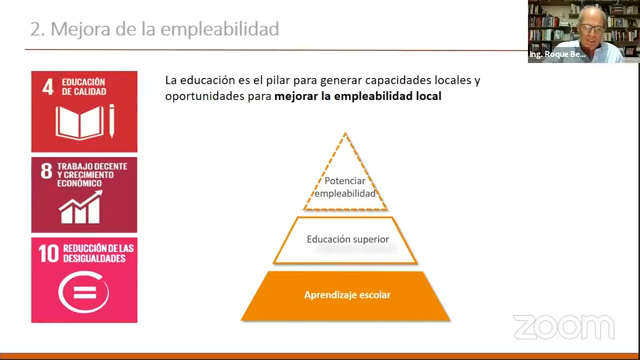 2. Mejora de la empleabilidad
Ing. Roque Be...
La educación es el pilar para generar capacidades locales y
oportunidades para mejorar la empleabilidad local
4 EDUCACIÓN
DE CALIDAD
8 TRABAJO DECENTE
Y CRECIMIENTO
ECONÓMICO
10 REDUCCIÓN DE LAS
DESIGUALDADES
Potenciar
empleabilidad
Educación superior
Aprendizaje escolar
zoom